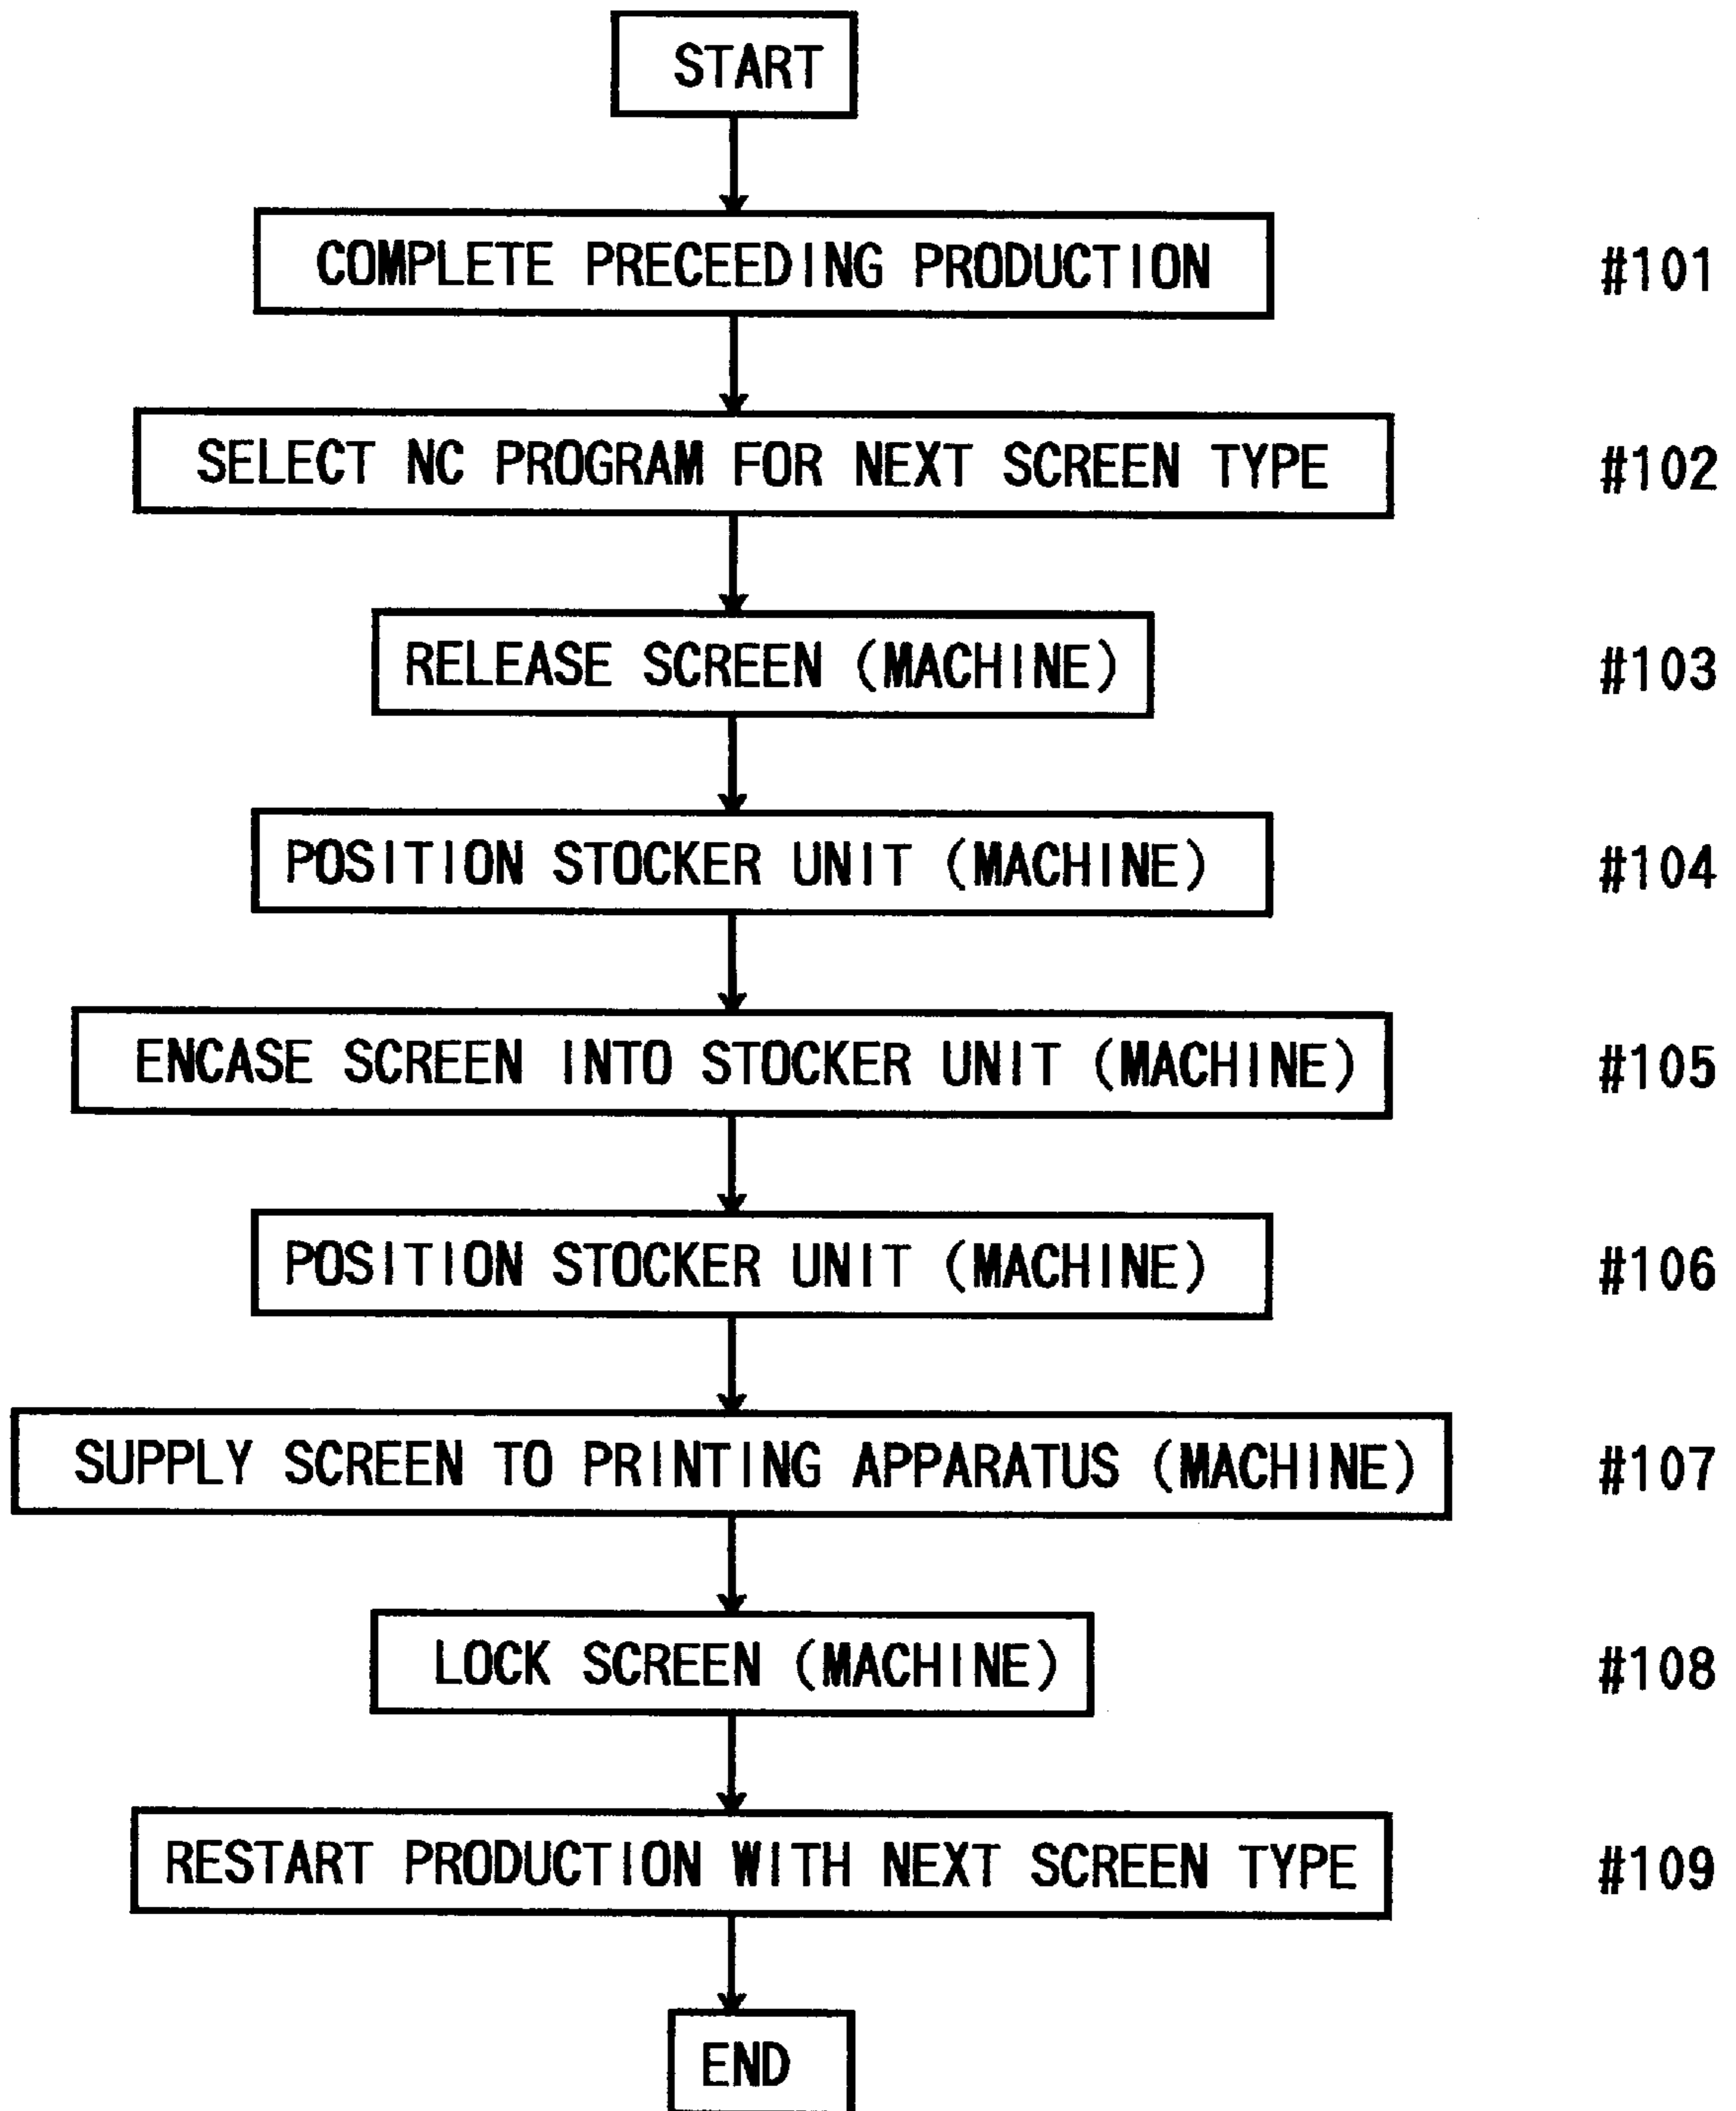 START
COMPLETE PRECEEDING PRODUCTION #101
SELECT NC PROGRAM FOR NEXT SCREEN TYPE #102
RELEASE SCREEN (MACHINE) #103
POSITION STOCKER UNIT (MACHINE) #104
ENCASE SCREEN INTO STOCKER UNIT (MACHINE) #105
POSITION STOCKER UNIT (MACHINE) #106
SUPPLY SCREEN TO PRINTING APPARATUS (MACHINE) #107
LOCK SCREEN (MACHINE) #108
RESTART PRODUCTION WITH NEXT SCREEN TYPE #109
END